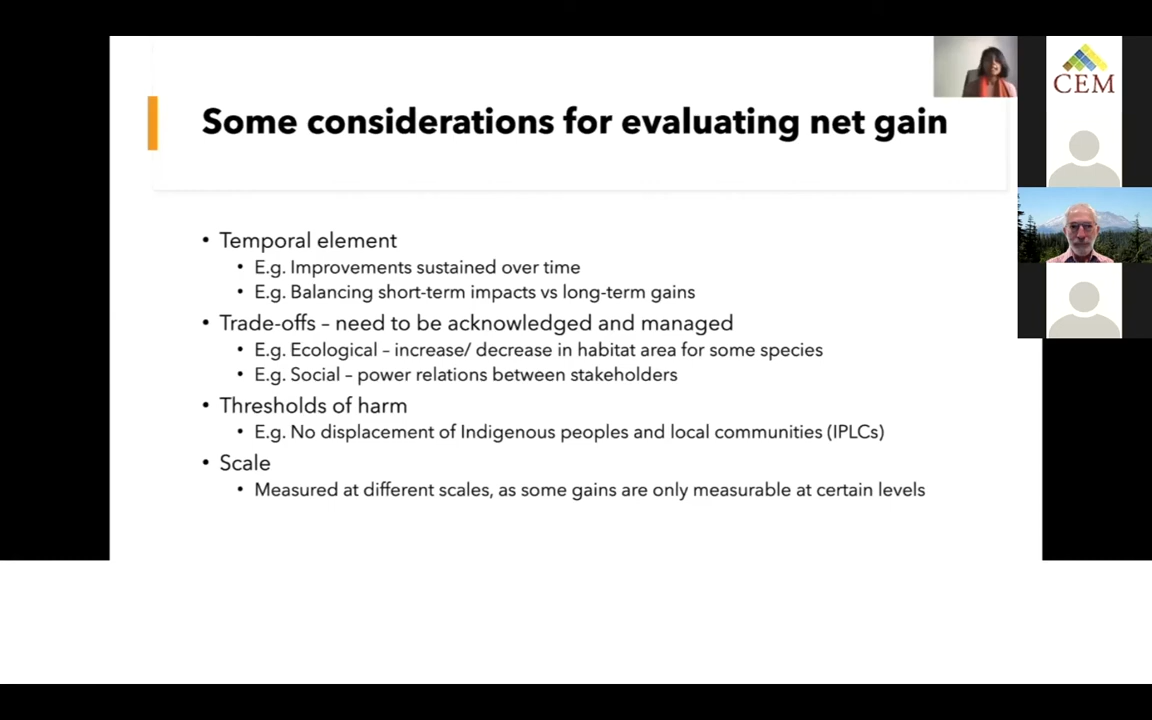 Some considerations for evaluating net gain
CEM
• Temporal element
• E.g. Improvements sustained over time
• E.g. Balancing short-term impacts vs long-term gains
• Trade-offs – need to be acknowledged and managed
• E.g. Ecological – increase/ decrease in habitat area for some species
• E.g. Social – power relations between stakeholders
• Thresholds of harm
• E.g. No displacement of Indigenous peoples and local communities (IPLCs)
• Scale
• Measured at different scales, as some gains are only measurable at certain levels